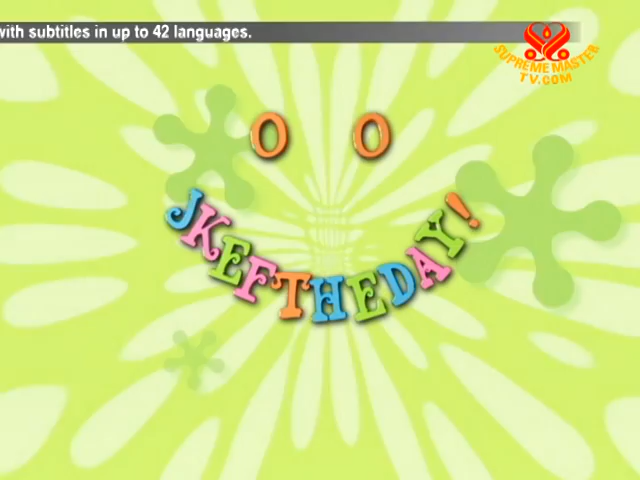 with subtitles in up to 42 languages.
SUPREME MASTER
TV.COM
O O
JKEFTHEDAY!